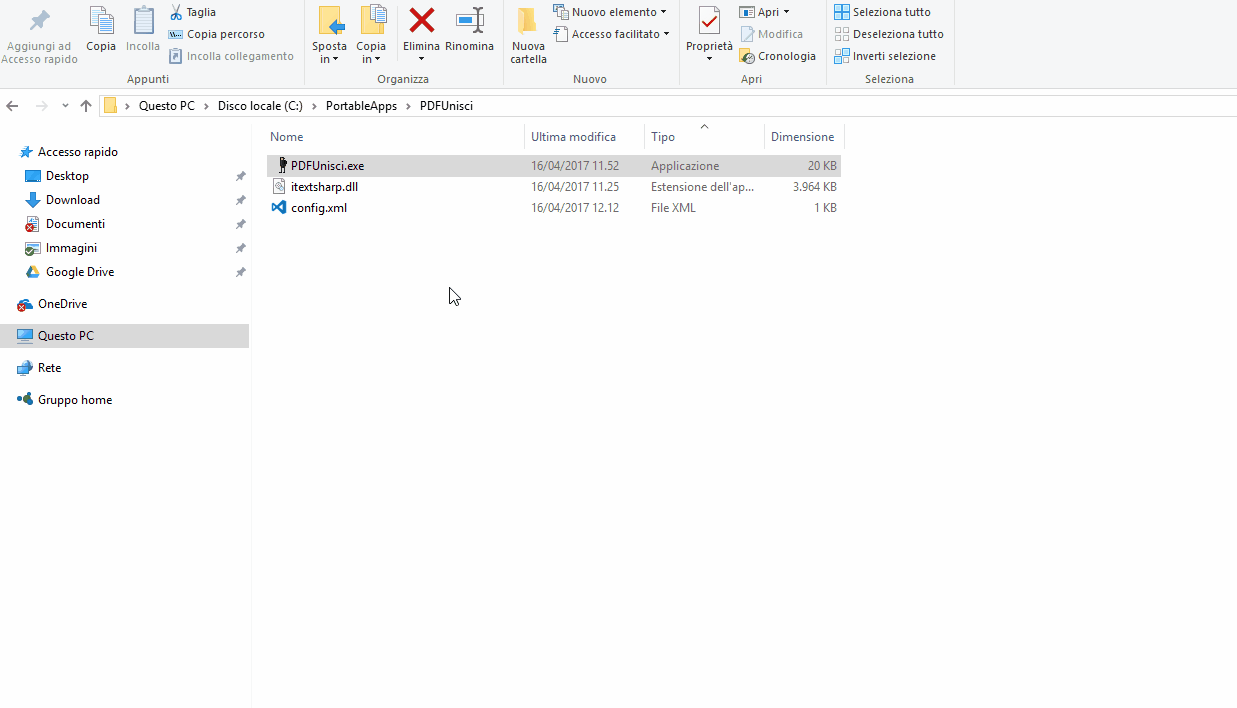 Aggiungi ad
Accesso rapido
Copia
Incolla
Taglia
Copia percorso
Incolla collegamento
Appunti
Sposta
in
Copia
in
Elimina
Rinomina
Organizza
Nuova
cartella
Nuovo elemento
Accesso facilitato
Nuovo
Proprietà
Apri
Modifica
Cronologia
Apri
Seleziona tutto
Deseleziona tutto
Inverti selezione
Seleziona
Questo PC > Disco locale (C:) > PortableApps > PDFUnisci
Nome Ultima modifica Tipo Dimensione
PDFUnisci.exe 16/04/2017 11.52 Applicazione 20 KB
itextsharp.dll 16/04/2017 11.25 Estensione dell'ap... 3.964 KB
config.xml 16/04/2017 12.12 File XML 1 KB
Accesso rapido
Desktop
Download
Documenti
Immagini
Google Drive
OneDrive
Questo PC
Rete
Gruppo home